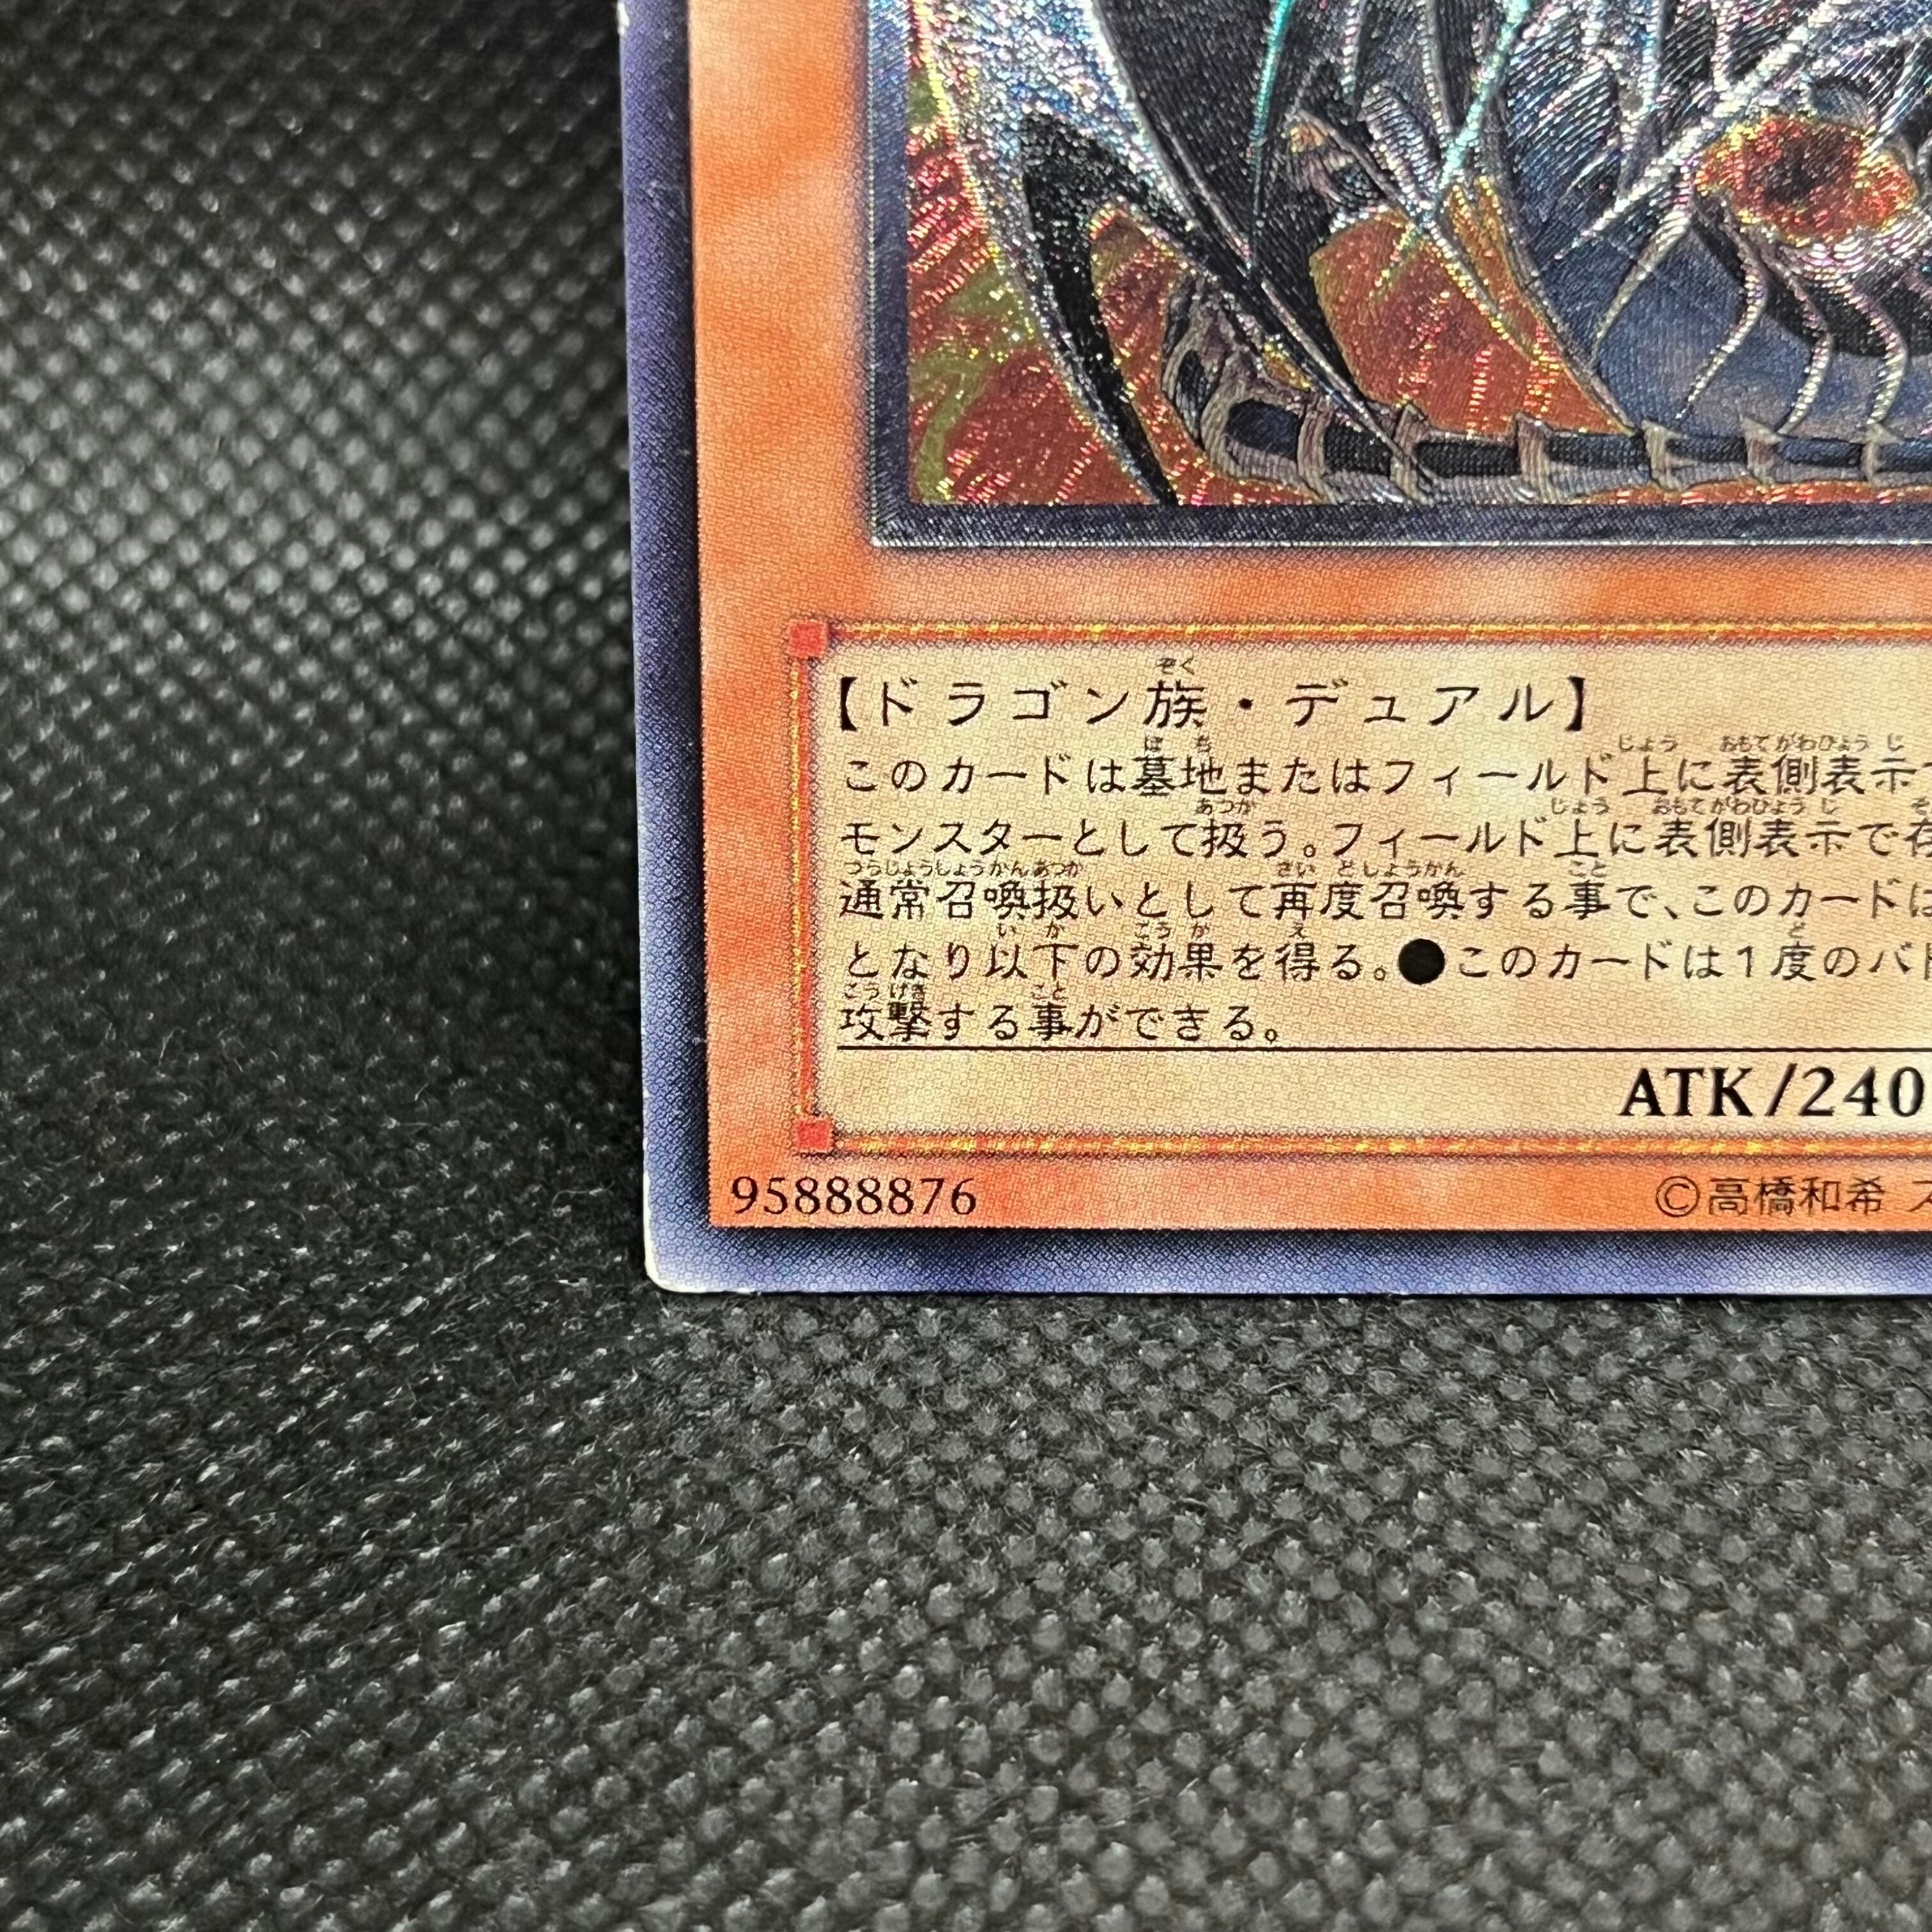 【ドラゴン族・デュアル】
このカードは墓地またはフィールド上に表側表示で
モンスターとして扱う。フィールド上に表側表示で召
通常召喚扱いとして再度召喚する事で、このカードは
となり以下の効果を得る。●このカードは1度のバト
攻撃する事ができる。
ATK/240
95888876
©高橋和希 ス